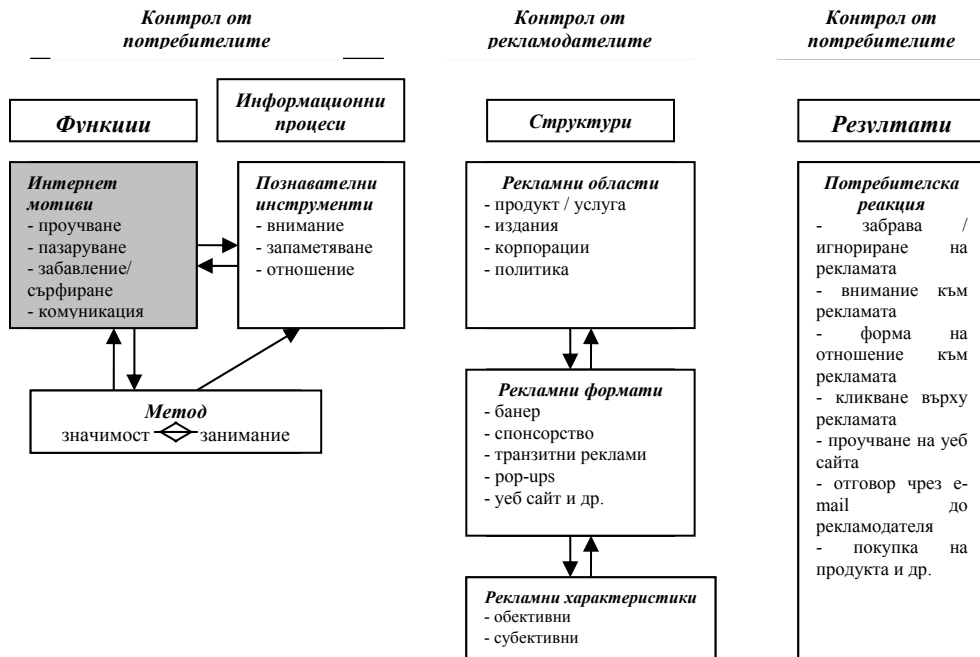 Контрол от
потребителите
Контрол от
рекламодателите
Контрол от
потребителите
Функции
Информационни
процеси
Структури
Резултати
Интернет
мотиви
- проучване
- пазаруване
- забавление/
сърфиране
- комуникация
Познавателни
инструменти
- внимание
- запаметяване
- отношение
Метод
значимост занимание
Рекламни области
- продукт / услуга
- издания
- корпорации
- политика
Рекламни формати
- банер
- спонсорство
- транзитни реклами
- pop-ups
- уеб сайт и др.
Рекламни характеристики
- обективни
- субективни
Потребителска
реакция
- забрава /
игнориране на
рекламата
- внимание към
рекламата
- форма на
отношение към
рекламата
- кликване върху
рекламата
- проучване на уеб
сайта
- отговор чрез e-
mail до
рекламодателя
- покупка на
продукта и др.